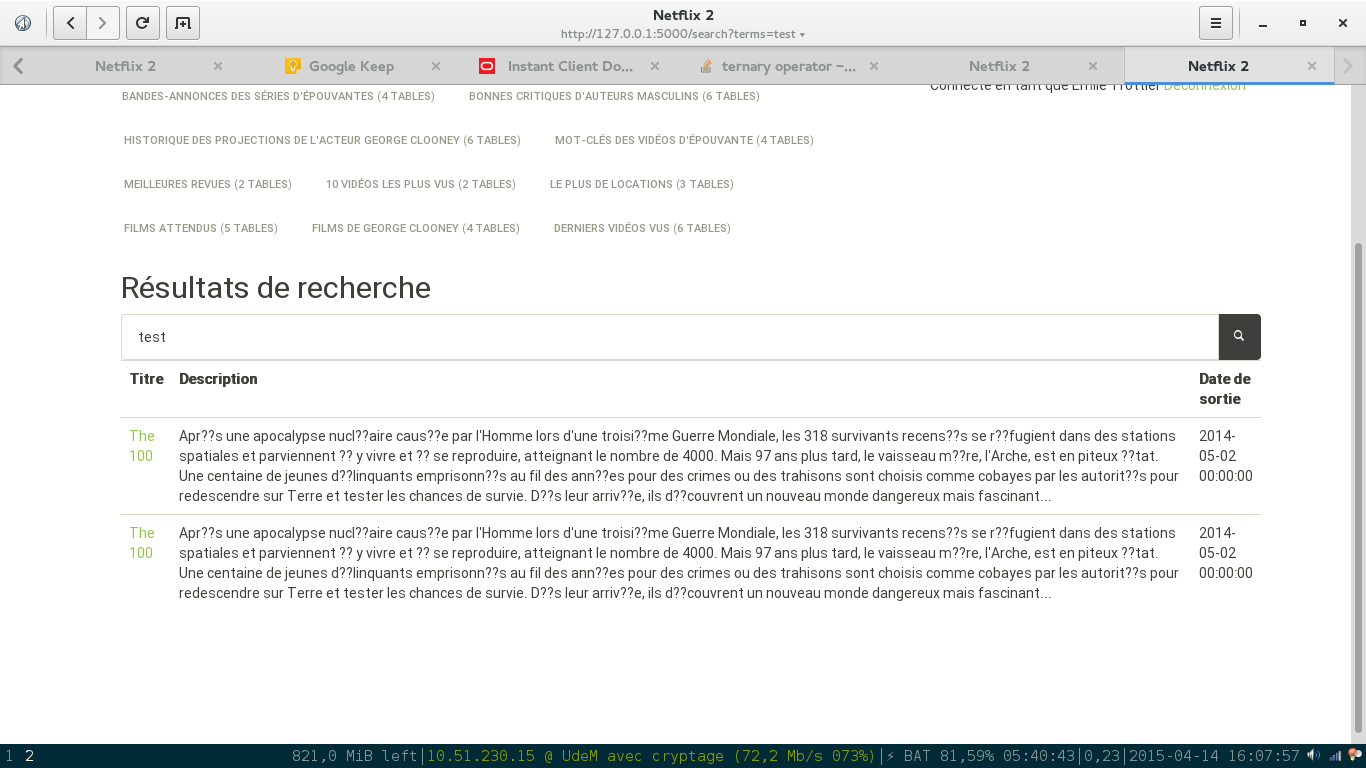 Netflix 2
http://127.0.0.1:5000/search?terms=test
Netflix 2 Google Keep Instant Client Do... ternary operator –... Netflix 2 Netflix 2
Connecté en tant que Émile Trottier Déconnexion
BANDES-ANNONCES DES SÉRIES D'ÉPOUVANTES (4 TABLES) BONNES CRITIQUES D'AUTEURS MASCULINS (6 TABLES)
HISTORIQUE DES PROJECTIONS DE L'ACTEUR GEORGE CLOONEY (6 TABLES) MOT-CLÉS DES VIDÉOS D'ÉPOUVANTE (4 TABLES)
MEILLEURES REVUES (2 TABLES) 10 VIDÉOS LES PLUS VUS (2 TABLES) LE PLUS DE LOCATIONS (3 TABLES)
FILMS ATTENDUS (5 TABLES) FILMS DE GEORGE CLOONEY (4 TABLES) DERNIERS VIDÉOS VUS (6 TABLES)
Résultats de recherche
test
Titre Description Date de
sortie
The Apr??s une apocalypse nucl??aire caus??e par l'Homme lors d'une troisi??me Guerre Mondiale, les 318 survivants recens??s se r??fugient dans des stations 2014-
100 spatiales et parviennent ?? y vivre et ?? se reproduire, atteignant le nombre de 4000. Mais 97 ans plus tard, le vaisseau m??re, l'Arche, est en piteux ??tat. 05-02
Une centaine de jeunes d??linquants emprisonn??s au fil des ann??es pour des crimes ou des trahisons sont choisis comme cobayes par les autorit??s pour 00:00:00
redescendre sur Terre et tester les chances de survie. D??s leur arriv??e, ils d??couvrent un nouveau monde dangereux mais fascinant...
The Apr??s une apocalypse nucl??aire caus??e par l'Homme lors d'une troisi??me Guerre Mondiale, les 318 survivants recens??s se r??fugient dans des stations 2014-
100 spatiales et parviennent ?? y vivre et ?? se reproduire, atteignant le nombre de 4000. Mais 97 ans plus tard, le vaisseau m??re, l'Arche, est en piteux ??tat. 05-02
Une centaine de jeunes d??linquants emprisonn??s au fil des ann??es pour des crimes ou des trahisons sont choisis comme cobayes par les autorit??s pour 00:00:00
redescendre sur Terre et tester les chances de survie. D??s leur arriv??e, ils d??couvrent un nouveau monde dangereux mais fascinant...
1 2 821,0 MiB left|10.51.230.15 @ UdeM avec cryptage (72,2 Mb/s 073%)|⚡ BAT 81,59% 05:40:43|0,23|2015-04-14 16:07:57